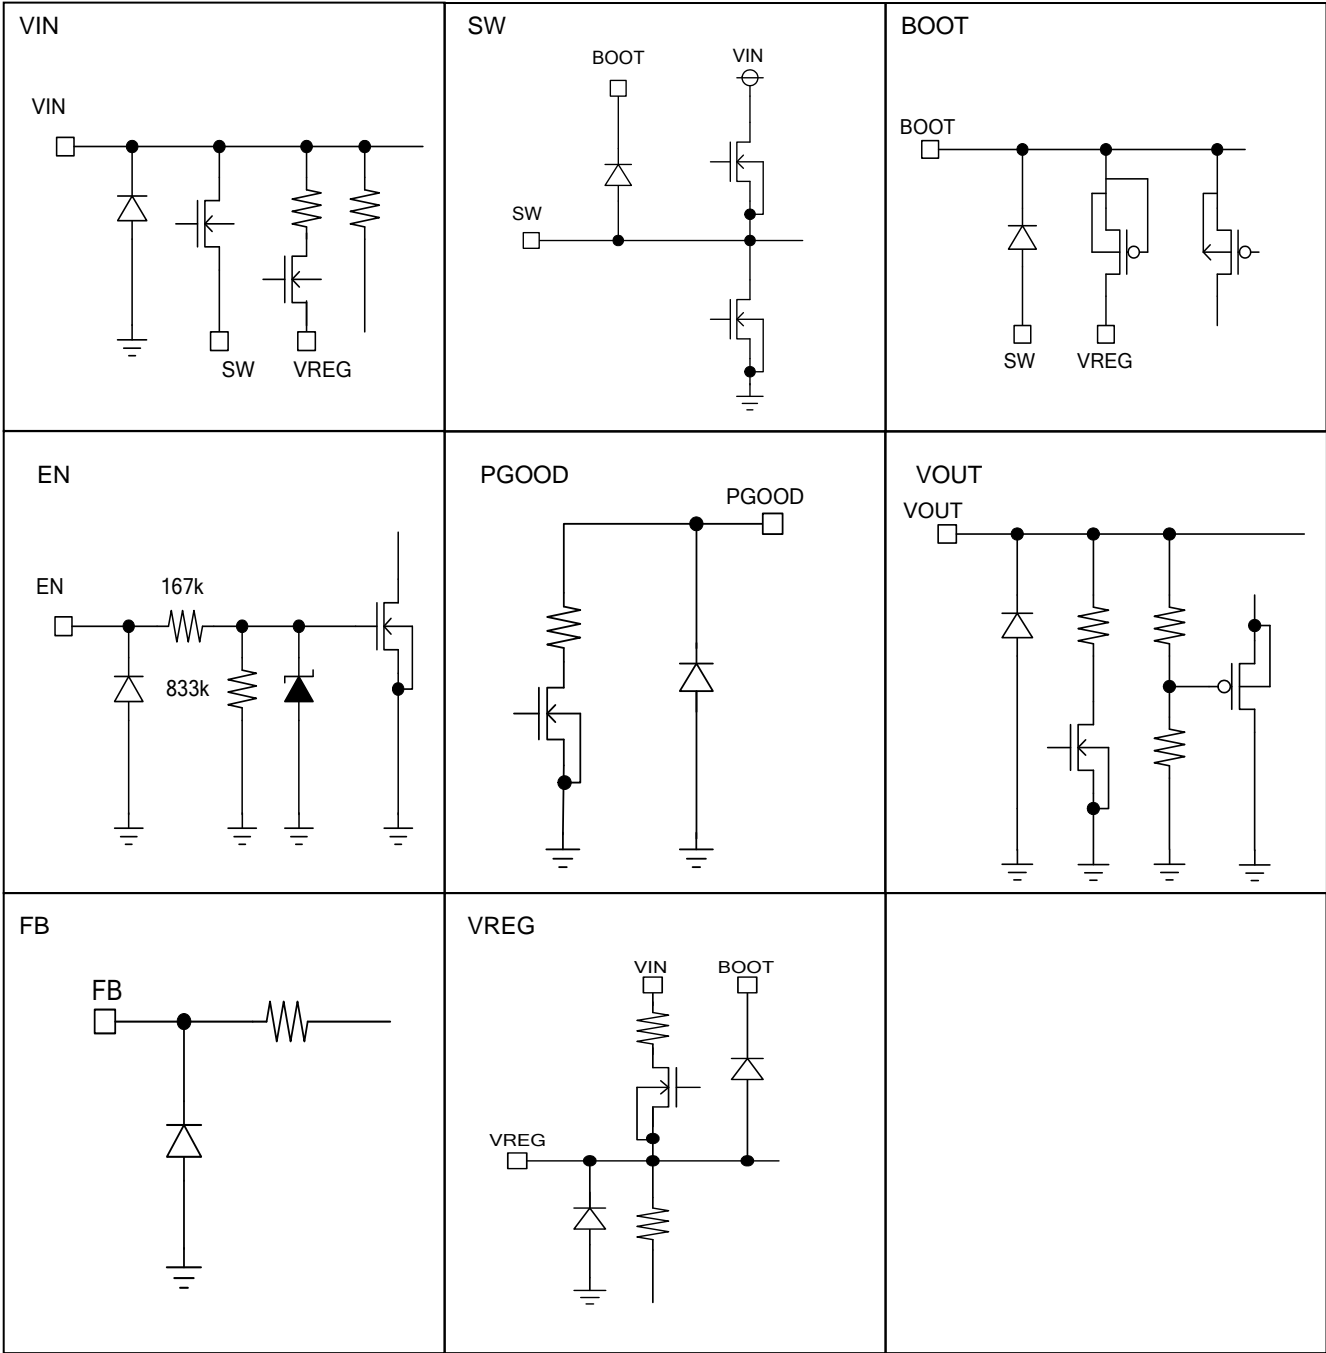 VIN
VIN
SW
VREG
SW
BOOT
VIN
SW
BOOT
BOOT
SW
VREG
EN
EN
167k
833k
PGOOD
PGOOD
VOUT
VOUT
FB
FB
VREG
VIN
BOOT
VREG